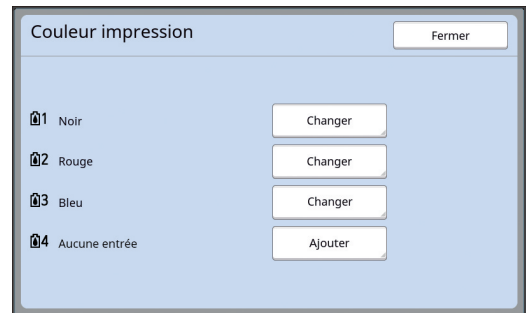 Couleur impression
Fermer
1 Noir Changer
2 Rouge Changer
3 Bleu Changer
4 Aucune entrée Ajouter